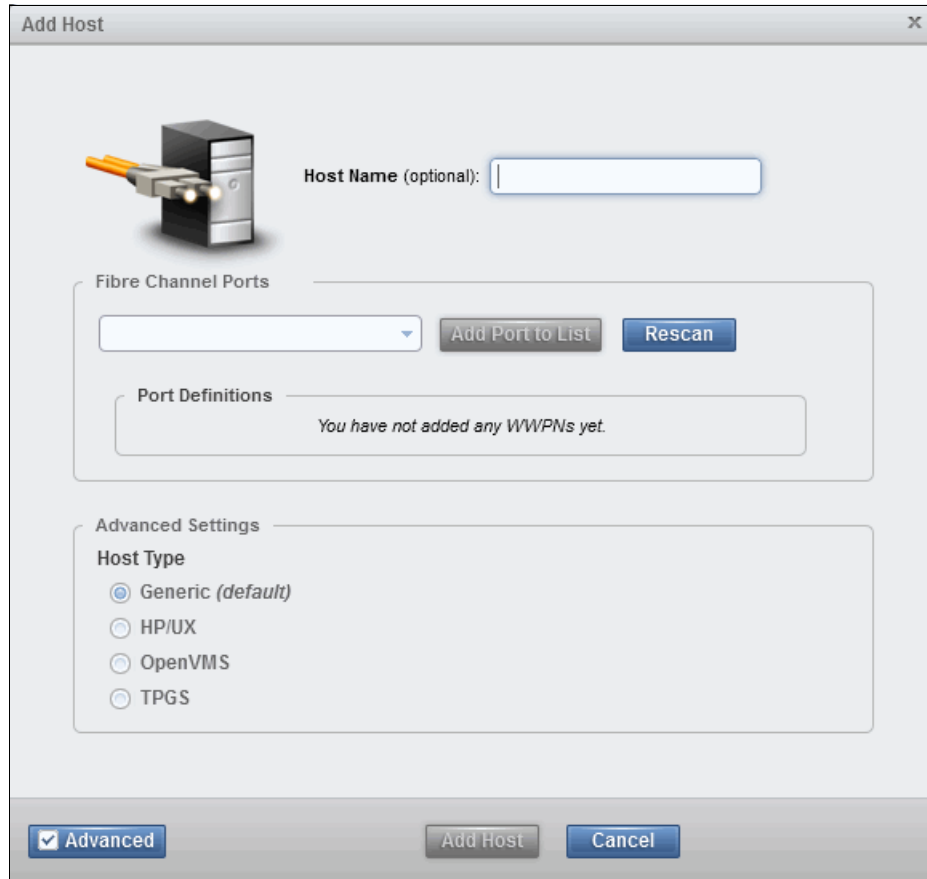 Add Host
x
Host Name (optional):
Fibre Channel Ports
Add Port to List
Rescan
Port Definitions
You have not added any WWPNs yet.
Advanced Settings
Host Type
Generic (default)
HP/UX
OpenVMS
TPGS
Advanced
Add Host
Cancel